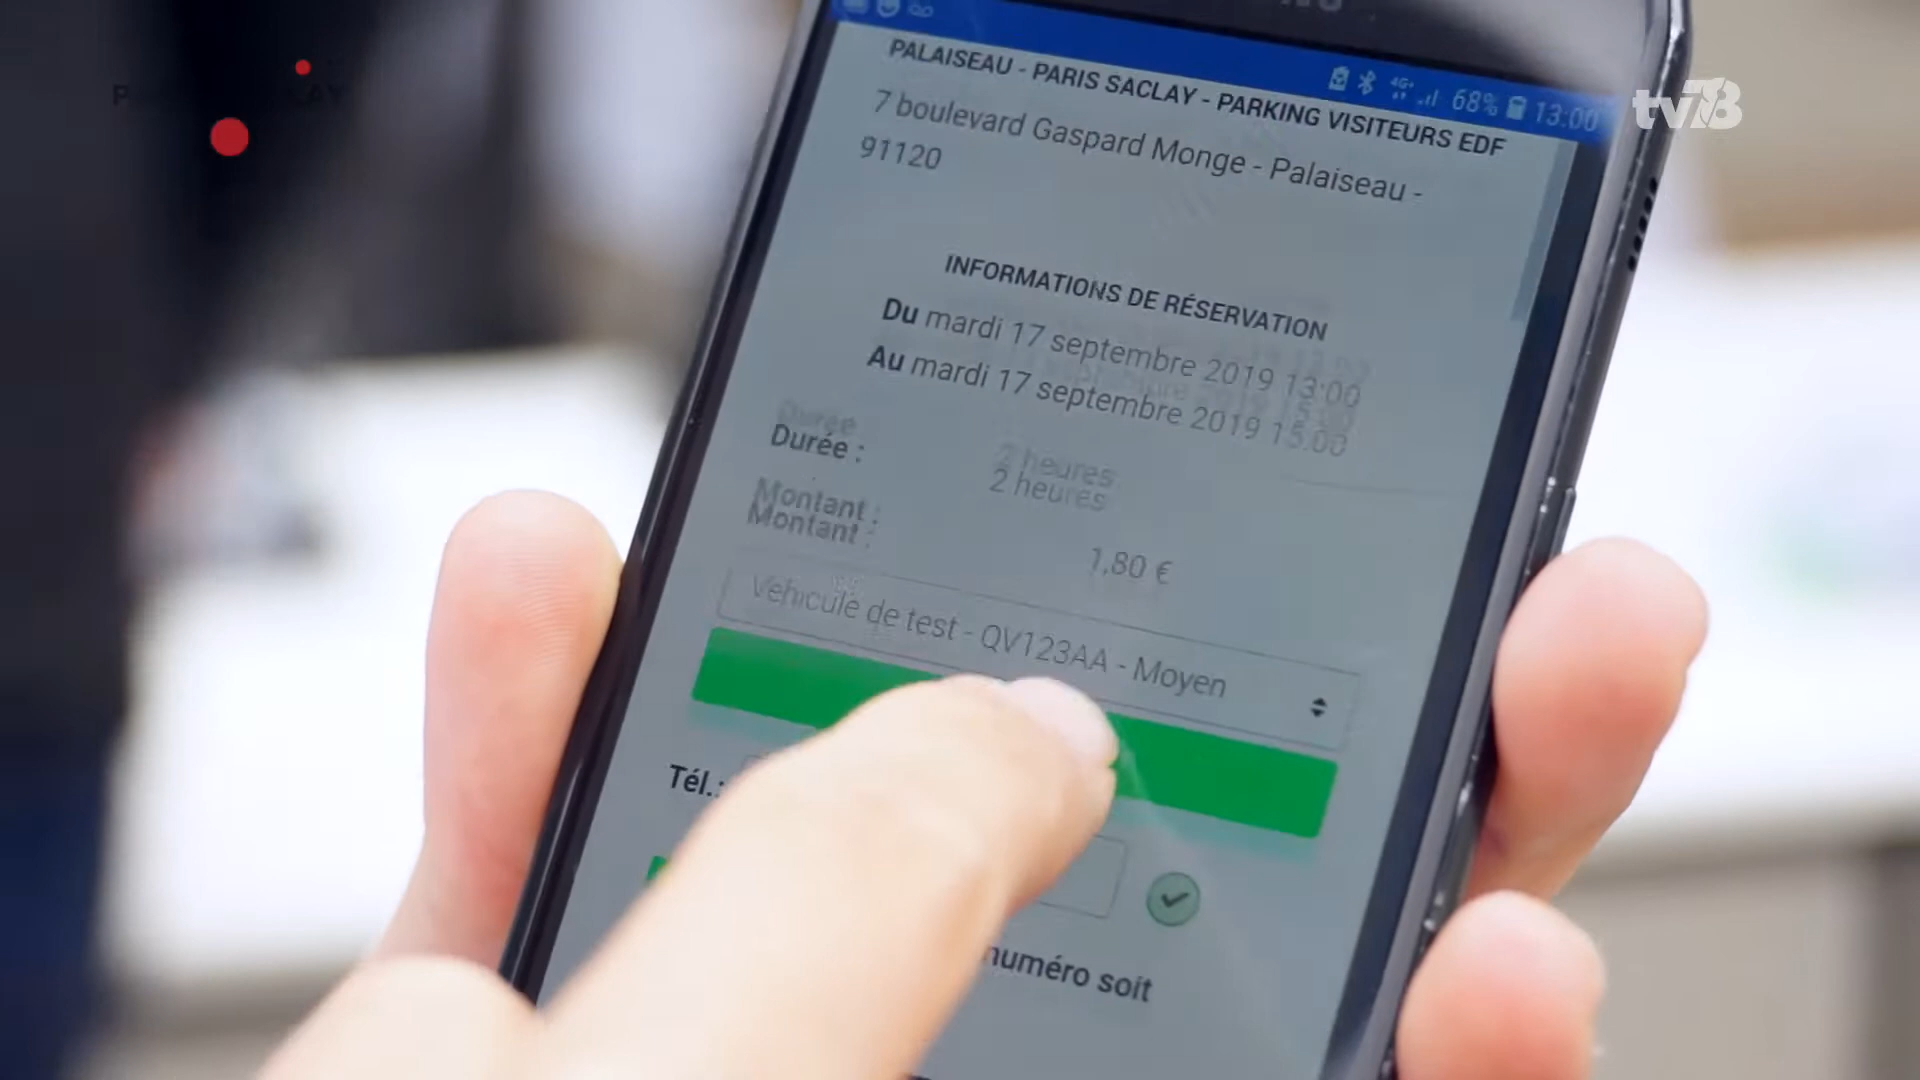 tv78
68% 13:00
PALAISEAU - PARIS SACLAY - PARKING VISITEURS EDF
7 boulevard Gaspard Monge - Palaiseau -
91120
INFORMATIONS DE RÉSERVATION
Du mardi 17 septembre 2019 13:00
Au mardi 17 septembre 2019 15:00
Durée : 2 heures
Montant : 1,80 €
Véhicule de test - QV123AA - Moyen
Tél.:
numéro soit